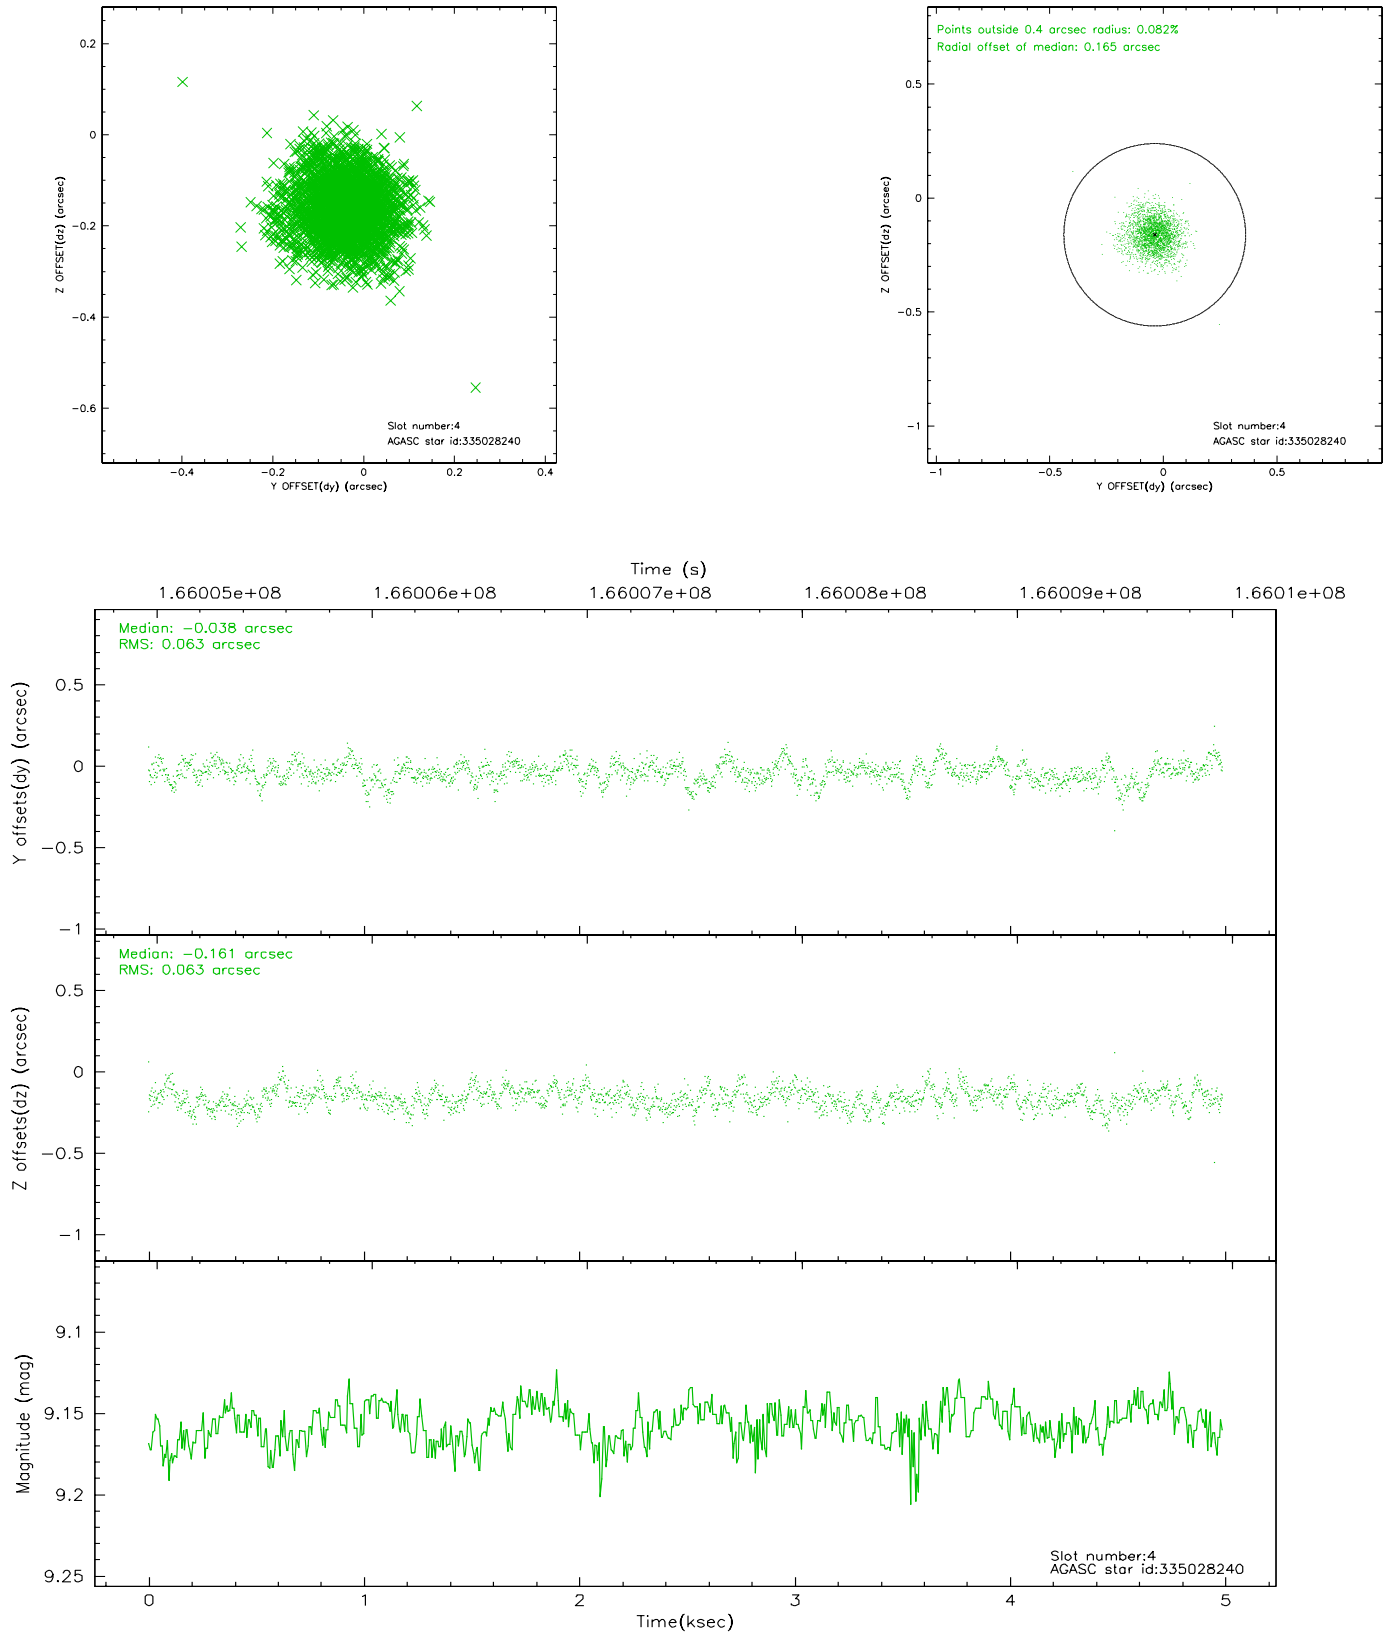 0.2
0
-0.2
-0.4
-0.6
Z OFFSET(dz) (arcsec)
-0.4 -0.2 0 0.2 0.4
Y OFFSET(dy) (arcsec)
Slot number:4
AGASC star id:335028240
Points outside 0.4 arcsec radius: 0.082%
Radial offset of median: 0.165 arcsec
0.5
0
-0.5
-1
Z OFFSET(dz) (arcsec)
-1 -0.5 0 0.5
Y OFFSET(dy) (arcsec)
Slot number:4
AGASC star id:335028240
Time (s)
1.66005e+08 1.66006e+08 1.66007e+08 1.66008e+08 1.66009e+08 1.6601e+08
Median: -0.038 arcsec
RMS: 0.063 arcsec
0.5
0
-0.5
-1
Y offsets(dy) (arcsec)
Median: -0.161 arcsec
RMS: 0.063 arcsec
0.5
0
-0.5
-1
Z offsets(dz) (arcsec)
9.1
9.15
9.2
9.25
Magnitude (mag)
Slot number:4
AGASC star id:335028240
0 1 2 3 4 5
Time(ksec)